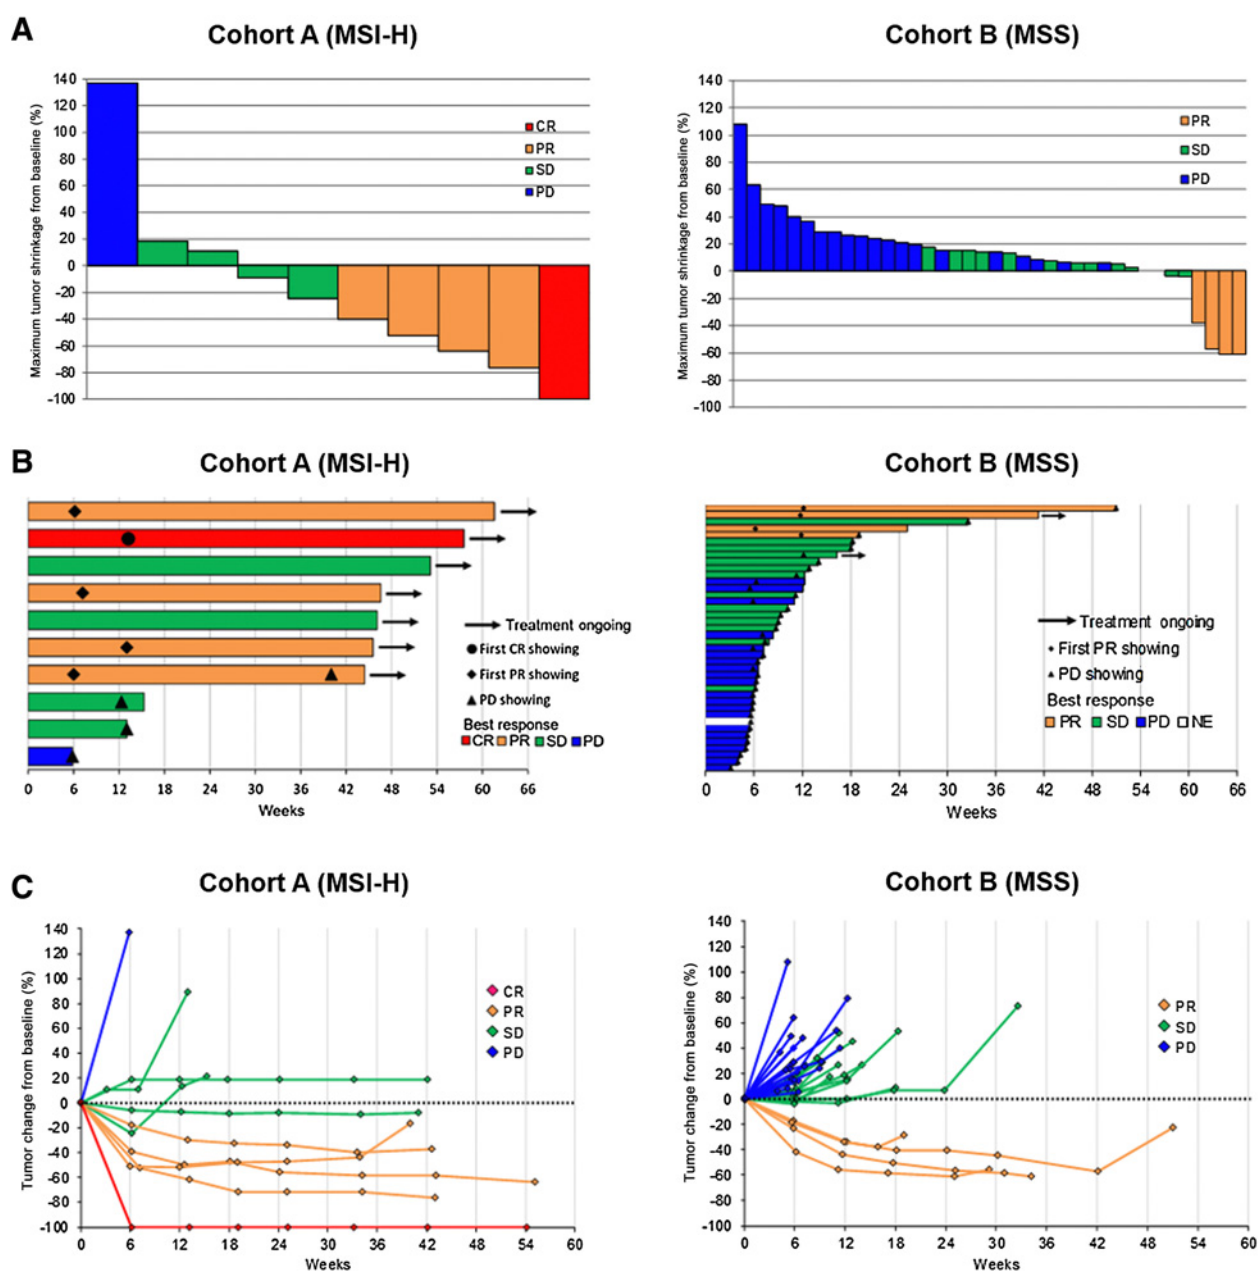 A
Cohort A (MSI-H)
Maximum tumor shrinkage from baseline (%)
140
120
100
80
60
40
20
0
-20
-40
-60
-80
-100
CR
PR
SD
PD
Cohort B (MSS)
Maximum tumor shrinkage from baseline (%)
140
120
100
80
60
40
20
0
-20
-40
-60
-80
-100
PR
SD
PD
B
Cohort A (MSI-H)
Treatment ongoing
First CR showing
First PR showing
PD showing
Best response
CR PR SD PD
0 6 12 18 24 30 36 42 48 54 60 66
Weeks
Cohort B (MSS)
Treatment ongoing
First PR showing
PD showing
Best response
PR SD PD NE
0 6 12 18 24 30 36 42 48 54 60 66
Weeks
C
Cohort A (MSI-H)
Tumor change from baseline (%)
140
120
100
80
60
40
20
0
-20
-40
-60
-80
-100
CR
PR
SD
PD
0 6 12 18 24 30 36 42 48 54 60
Weeks
Cohort B (MSS)
Tumor change from baseline (%)
140
120
100
80
60
40
20
0
-20
-40
-60
-80
-100
PR
SD
PD
0 6 12 18 24 30 36 42 48 54 60
Weeks